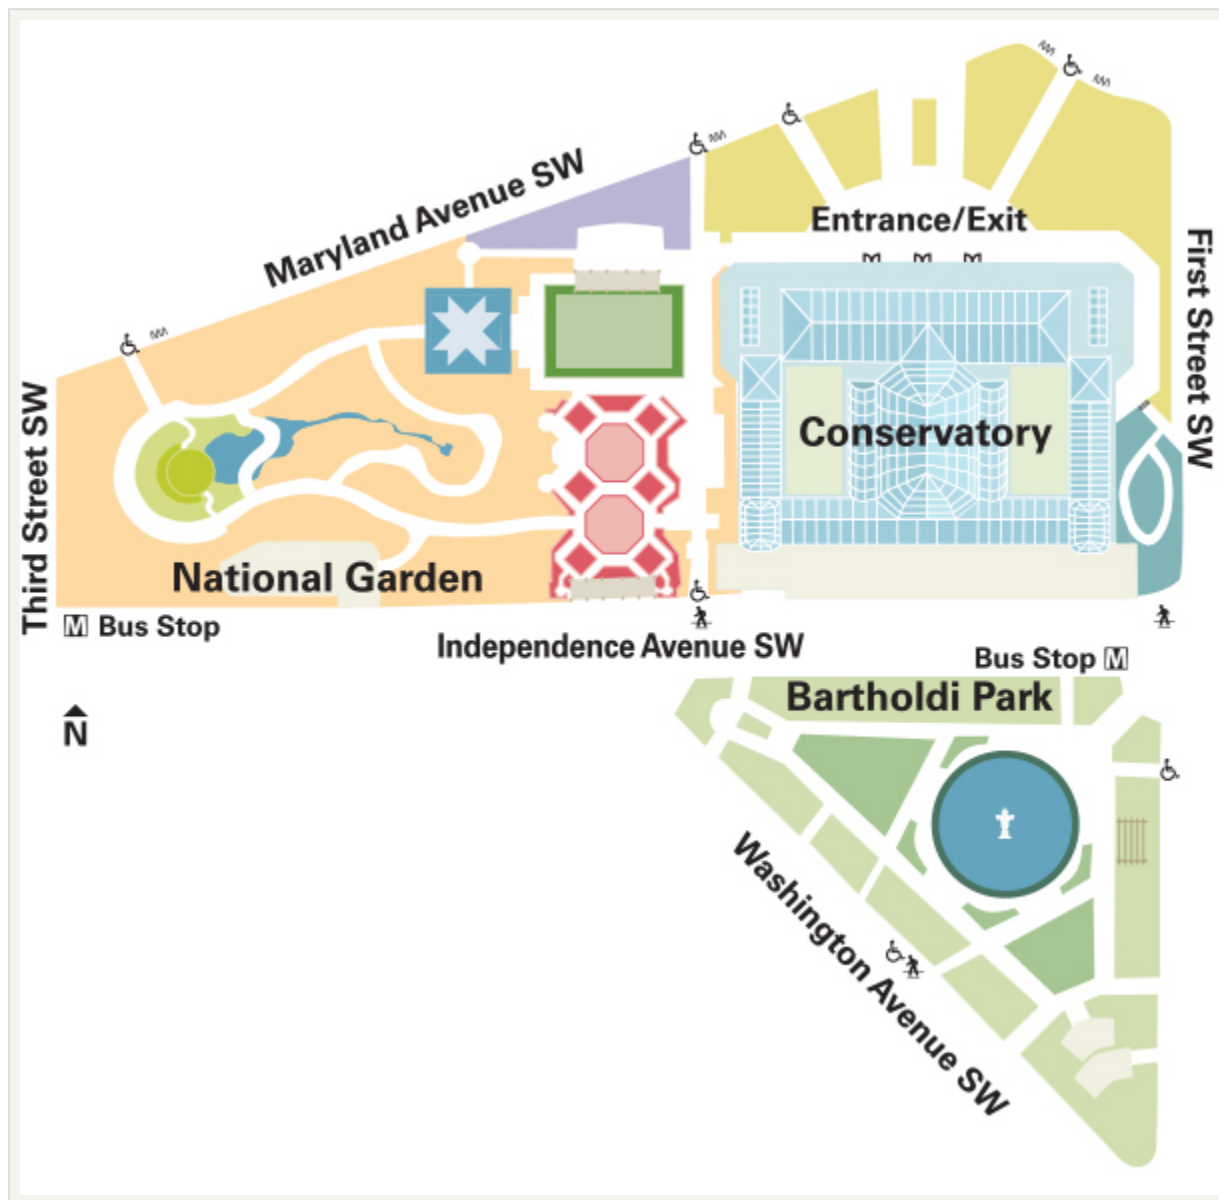 Maryland Avenue SW
Entrance/Exit
First Street SW
Conservatory
Third Street SW
National Garden
M Bus Stop
Independence Avenue SW
Bus Stop M
Bartholdi Park
N
Washington Avenue SW